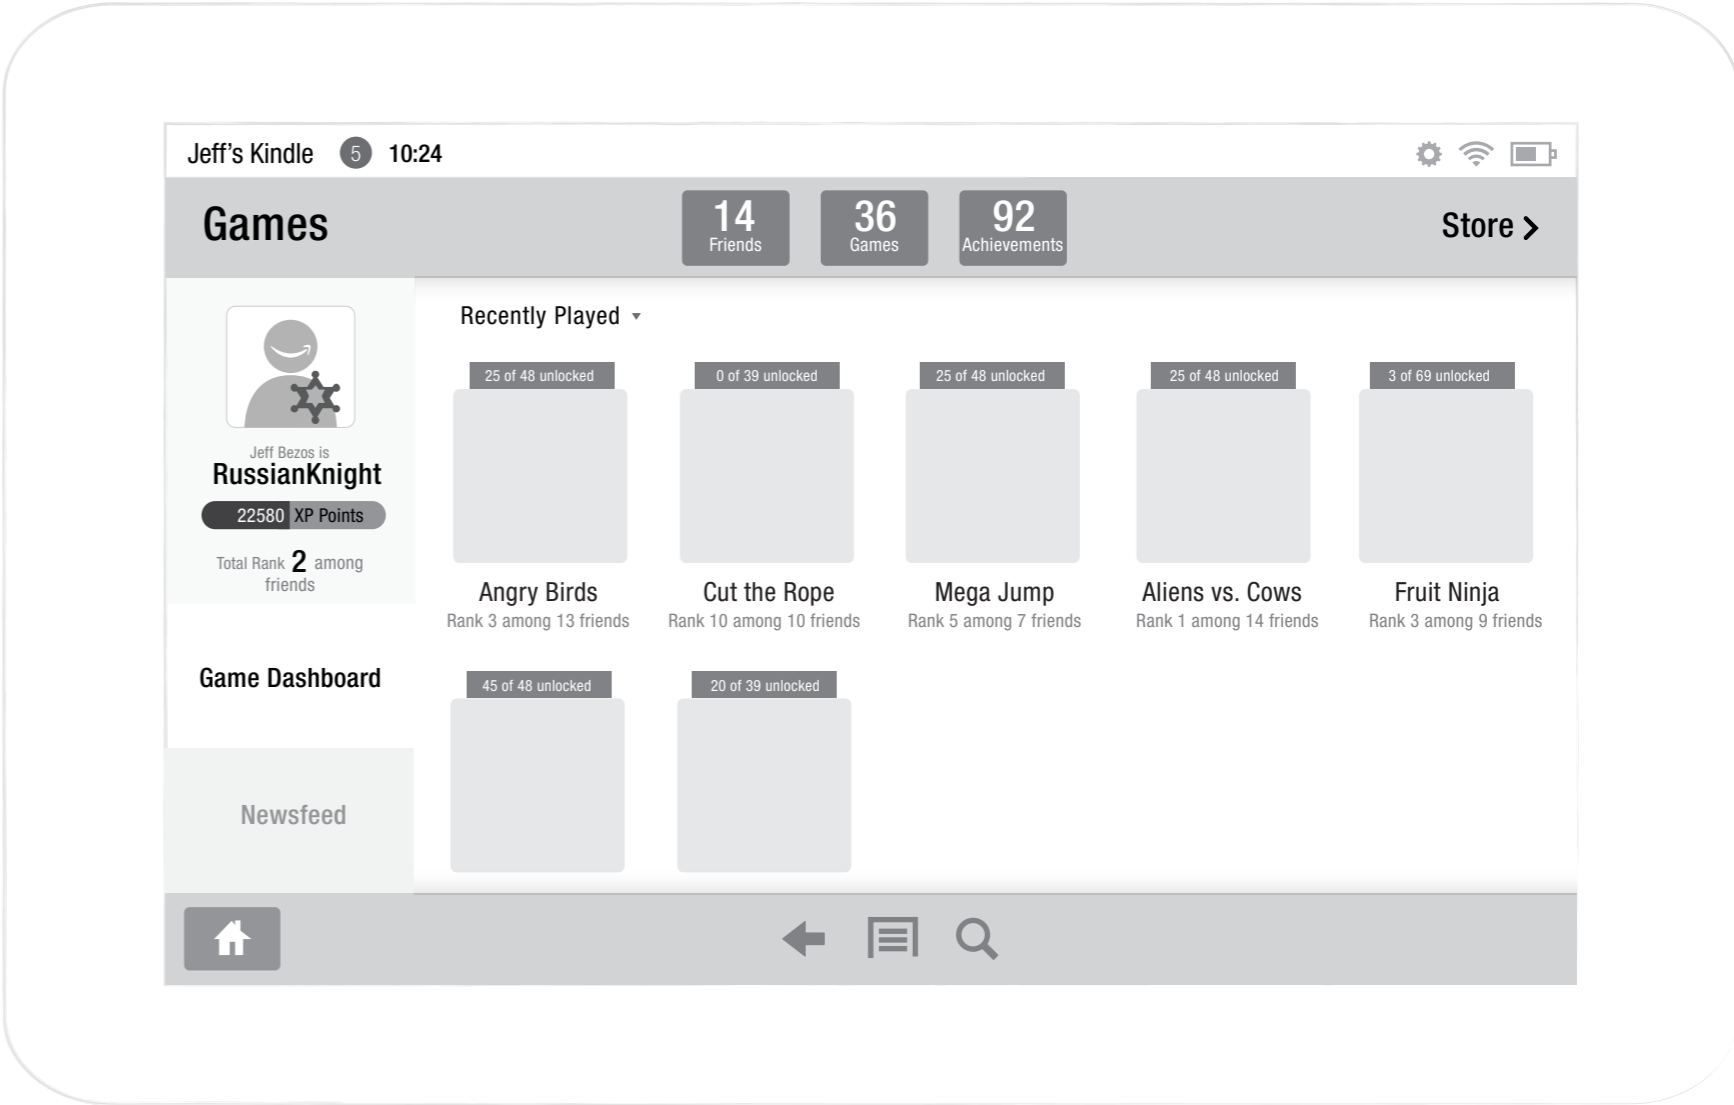 Jeff's Kindle 5 10:24
Games
14
Friends
36
Games
92
Achievements
Store
Jeff Bezos is
RussianKnight
22580 XP Points
Total Rank 2 among
friends
Game Dashboard
Newsfeed
Recently Played
25 of 48 unlocked
0 of 39 unlocked
25 of 48 unlocked
25 of 48 unlocked
3 of 69 unlocked
Angry Birds
Rank 3 among 13 friends
Cut the Rope
Rank 10 among 10 friends
Mega Jump
Rank 5 among 7 friends
Aliens vs. Cows
Rank 1 among 14 friends
Fruit Ninja
Rank 3 among 9 friends
45 of 48 unlocked
20 of 39 unlocked